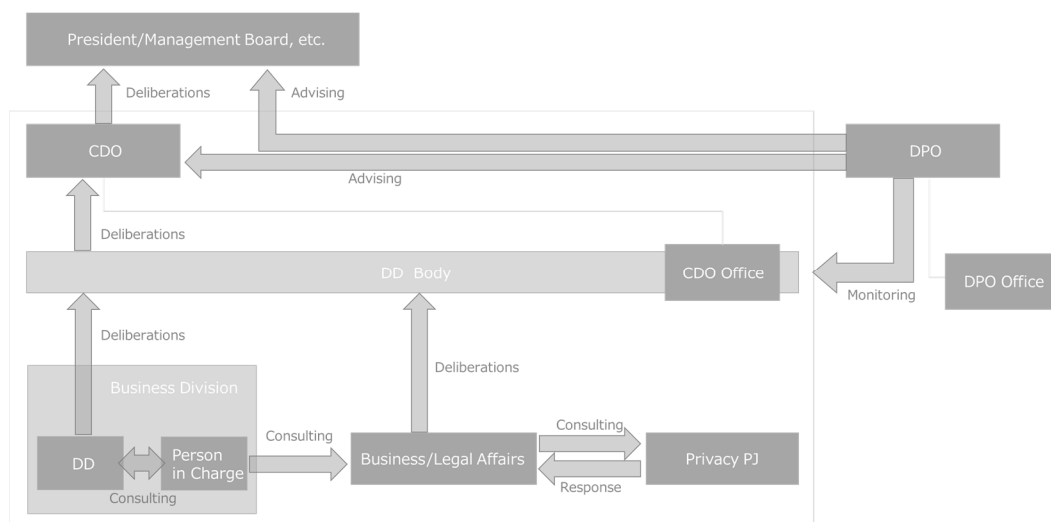 President/Management Board, etc.
Deliberations
Advising
CDO
DPO
Advising
Deliberations
DD Body
CDO Office
DPO Office
Monitoring
Deliberations
Deliberations
Business Division
Consulting
Consulting
DD
Person
in Charge
Business/Legal Affairs
Privacy PJ
Consulting
Response